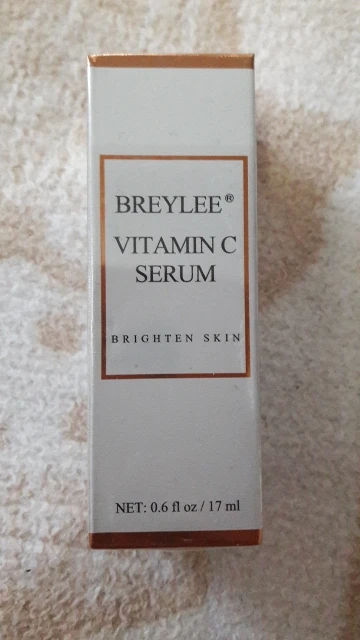 BREYLEE®
VITAMIN C
SERUM
BRIGHTEN SKIN
NET: 0.6 fl oz / 17 ml